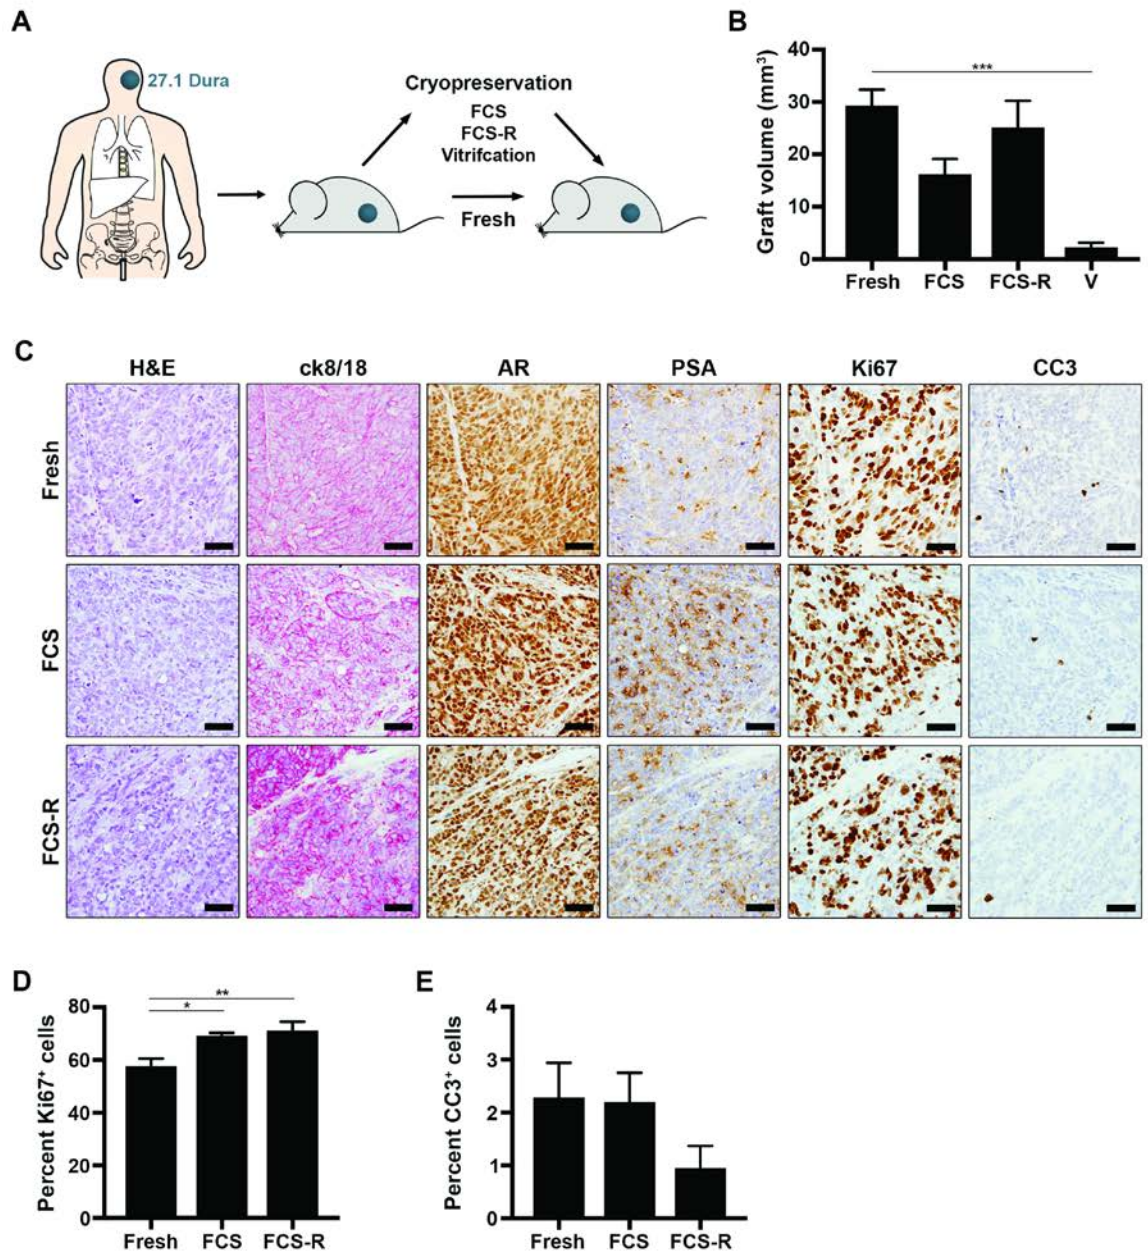 A
27.1 Dura
Cryopreservation
FCS
FCS-R
Vitrifcation
Fresh
B
Graft volume (mm³)
40
30
20
10
0
***
Fresh FCS FCS-R V
C
H&E ck8/18 AR PSA Ki67 CC3
Fresh
FCS
FCS-R
D
Percent Ki67⁺ cells
80
60
40
20
0
**
*
Fresh FCS FCS-R
E
Percent CC3⁺ cells
4
3
2
1
0
Fresh FCS FCS-R